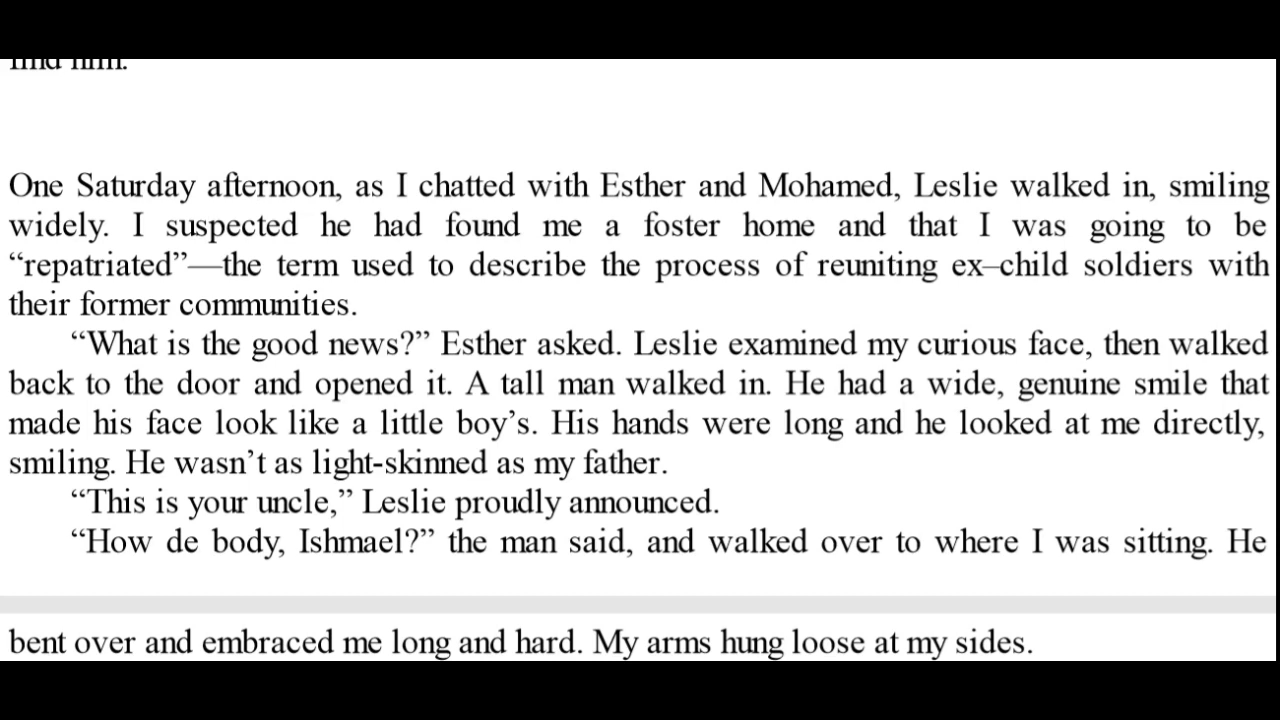 One Saturday afternoon, as I chatted with Esther and Mohamed, Leslie walked in, smiling
widely. I suspected he had found me a foster home and that I was going to be
“repatriated”—the term used to describe the process of reuniting ex–child soldiers with
their former communities.
“What is the good news?” Esther asked. Leslie examined my curious face, then walked
back to the door and opened it. A tall man walked in. He had a wide, genuine smile that
made his face look like a little boy’s. His hands were long and he looked at me directly,
smiling. He wasn’t as light-skinned as my father.
“This is your uncle,” Leslie proudly announced.
“How de body, Ishmael?” the man said, and walked over to where I was sitting. He
bent over and embraced me long and hard. My arms hung loose at my sides.